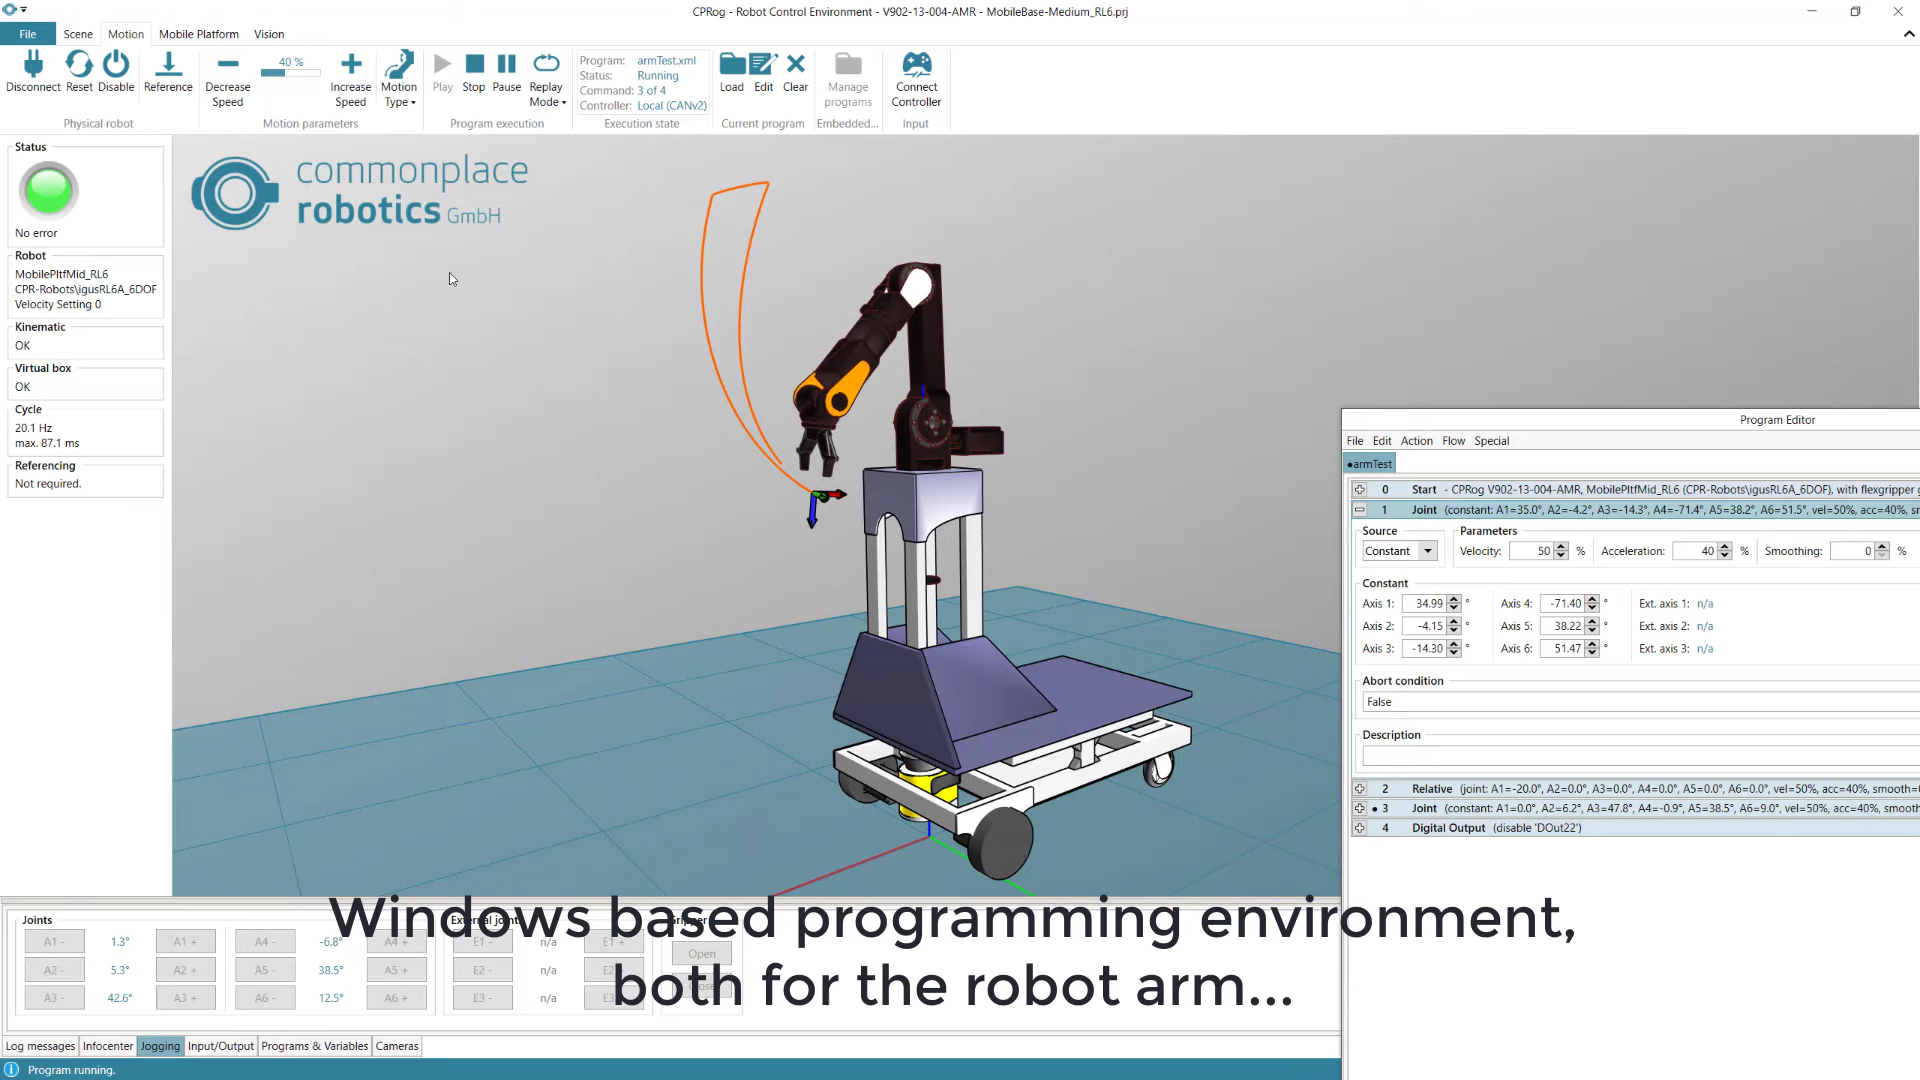 CPRog - Robot Control Environment - V902-13-004-AMR - MobileBase-Medium_RL6.prj
File Scene Motion Mobile Platform Vision
Disconnect Reset Disable Reference
Physical robot
Decrease Speed 40 % Increase Speed Motion Type
Motion parameters
Play Stop Pause Replay Mode
Program execution
Program: armTest.xml
Status: Running
Command: 3 of 4
Controller: Local (CANv2)
Execution state
Load Edit Clear
Current program
Manage programs
Embedded...
Connect Controller
Input
Status
No error
Robot
MobilePltfMid_RL6
CPR-Robots\igusRL6A_6DOF
Velocity Setting 0
Kinematic
OK
Virtual box
OK
Cycle
20.1 Hz
max. 87.1 ms
Referencing
Not required.
commonplace
robotics GmbH
Program Editor
File Edit Action Flow Special
•armTest
0 Start - CPRog V902-13-004-AMR, MobilePltfMid_RL6 (CPR-Robots\igusRL6A_6DOF), with flexgripper
1 Joint (constant: A1=35.0°, A2=-4.2°, A3=-14.3°, A4=-71.4°, A5=38.2°, A6=51.5°, vel=50%, acc=40%,
Source Parameters
Constant Velocity: 50 % Acceleration: 40 % Smoothing: 0 %
Constant
Axis 1: 34.99 ° Axis 4: -71.40 ° Ext. axis 1: n/a
Axis 2: -4.15 ° Axis 5: 38.22 ° Ext. axis 2: n/a
Axis 3: -14.30 ° Axis 6: 51.47 ° Ext. axis 3: n/a
Abort condition
False
Description
2 Relative (joint: A1=-20.0°, A2=0.0°, A3=0.0°, A4=0.0°, A5=0.0°, A6=0.0°, vel=50%, acc=40%,
• 3 Joint (constant: A1=0.0°, A2=6.2°, A3=47.8°, A4=-0.9°, A5=38.5°, A6=9.0°, vel=50%, acc=40%, smooth
4 Digital Output (disable 'DOut22')
Windows based programming environment,
both for the robot arm...
Joints
A1 - 1.3° A1 + A4 - -6.8° A4 +
A2 - 5.3° A2 + A5 - 38.5° A5 +
A3 - 42.6° A3 + A6 - 12.5° A6 +
External joints
E1 - n/a E1 +
E2 - n/a
E3 - n/a
Open
Log messages Infocenter Jogging Input/Output Programs & Variables Cameras
Program running.